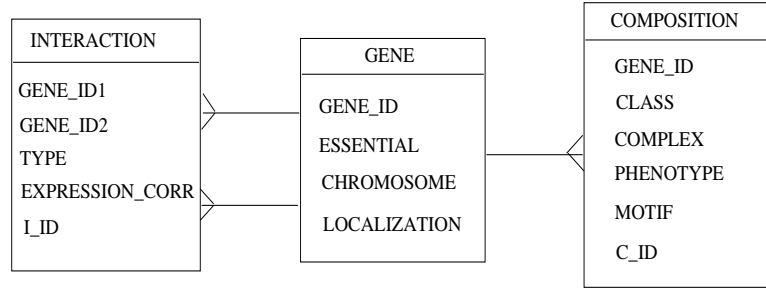 INTERACTION
GENE_ID1
GENE_ID2
TYPE
EXPRESSION_CORR
I_ID
GENE
GENE_ID
ESSENTIAL
CHROMOSOME
LOCALIZATION
COMPOSITION
GENE_ID
CLASS
COMPLEX
PHENOTYPE
MOTIF
C_ID